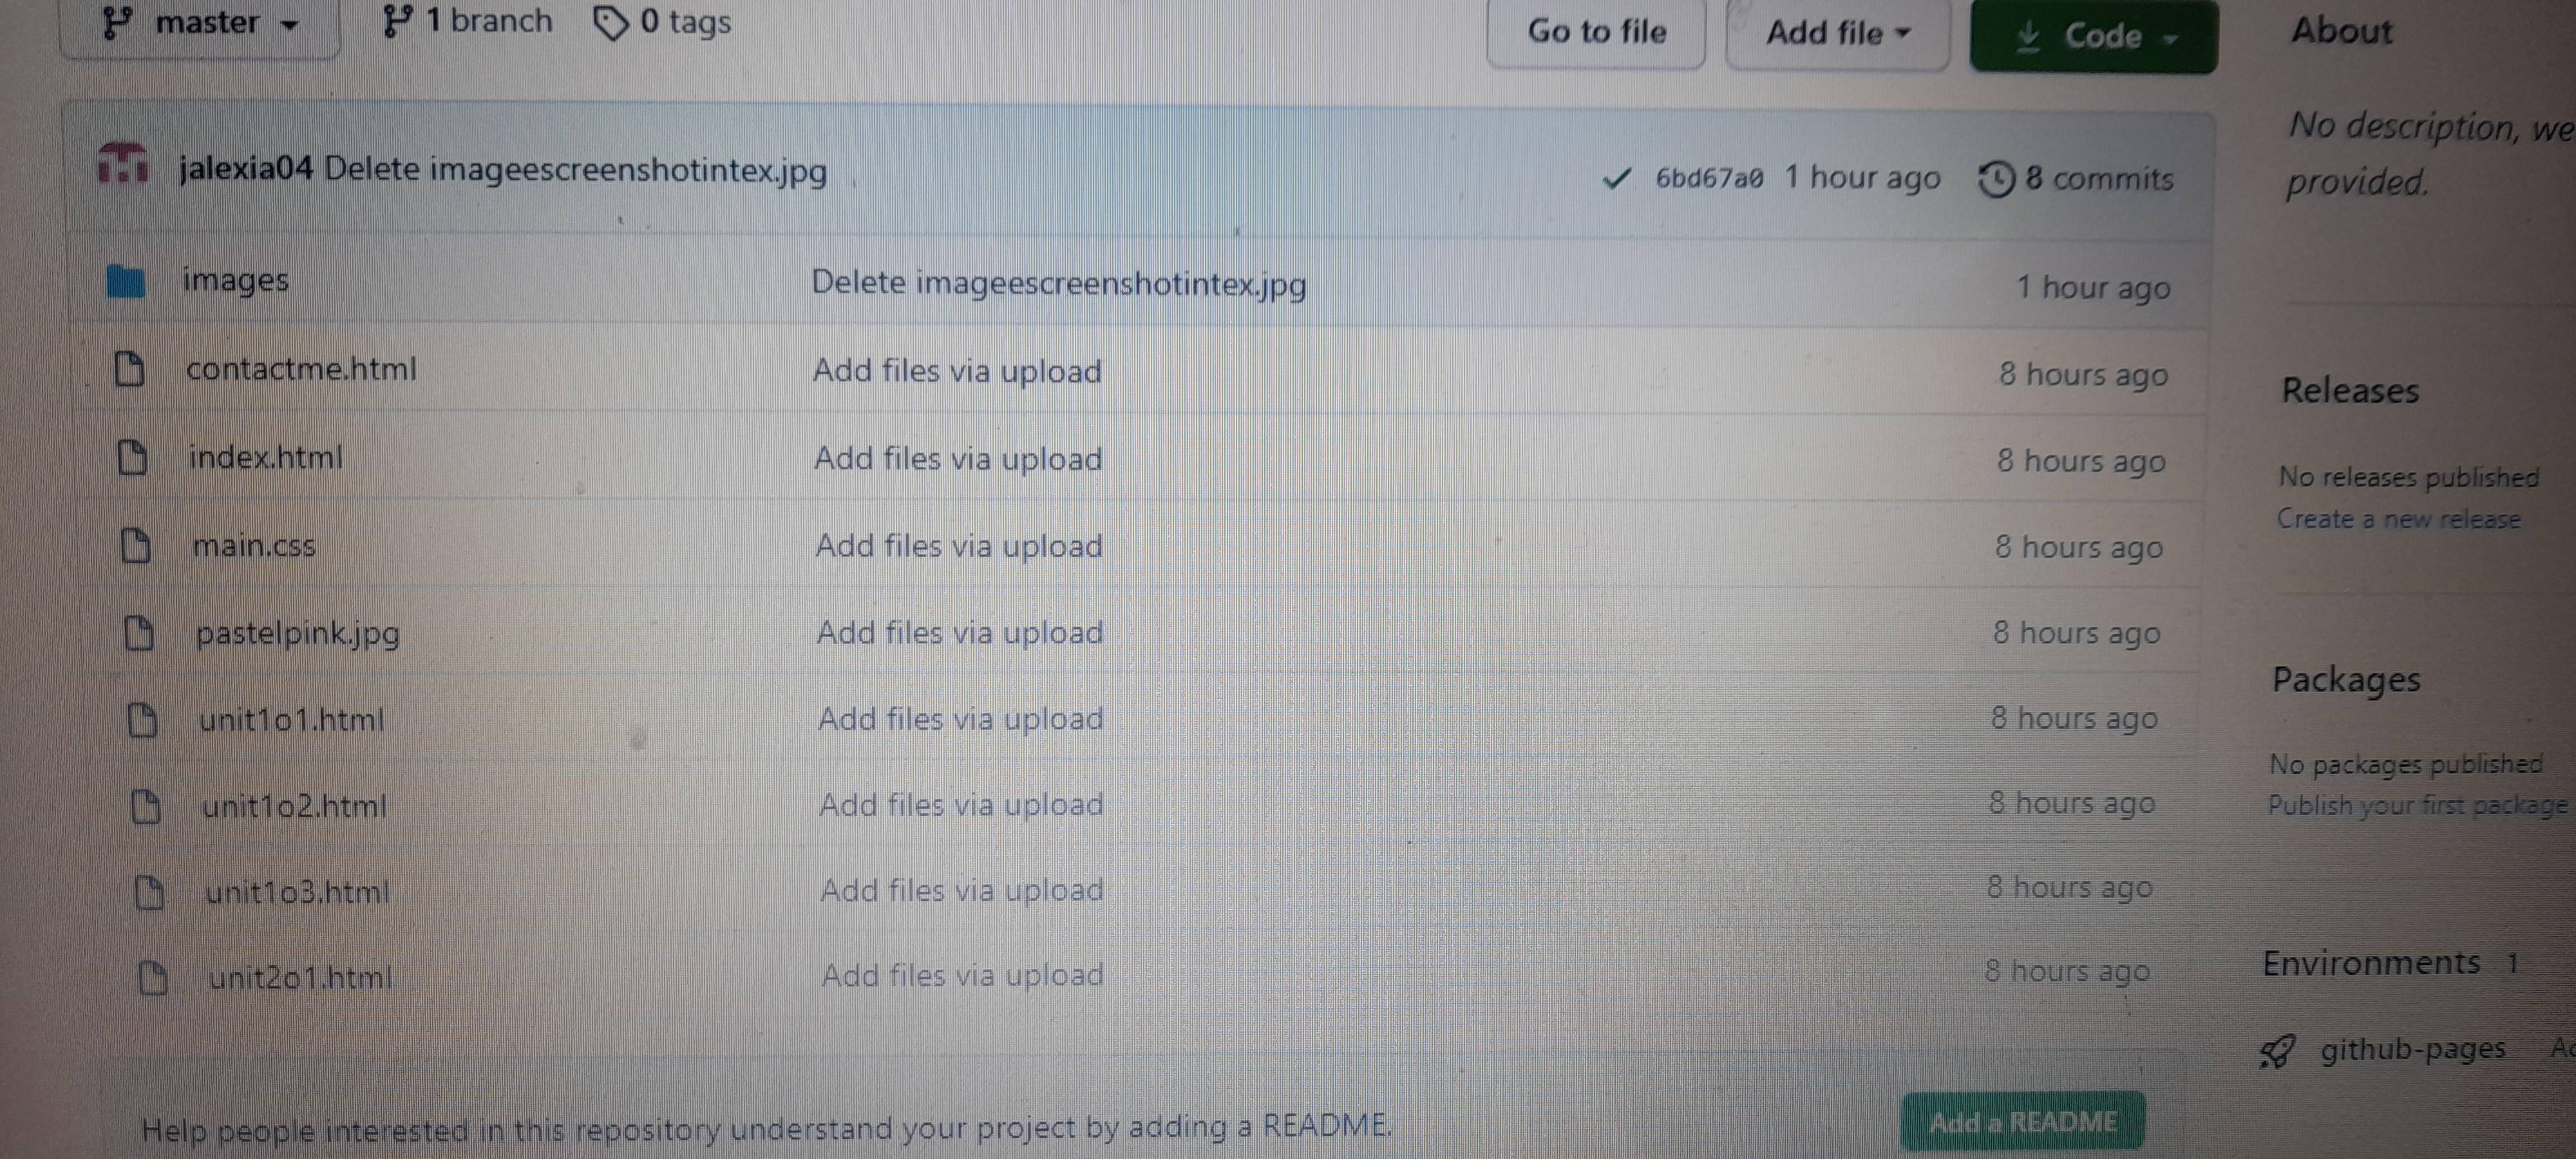 master 1 branch 0 tags Go to file Add file Code About
No description, we
provided.
jalexia04 Delete imageescreenshotintex.jpg 6bd67a0 1 hour ago 8 commits
images Delete imageescreenshotintex.jpg 1 hour ago
contactme.html Add files via upload 8 hours ago
Releases
index.html Add files via upload 8 hours ago
No releases published
Create a new release
main.css Add files via upload 8 hours ago
pastelpink.jpg Add files via upload 8 hours ago
Packages
unit1o1.html Add files via upload 8 hours ago
No packages published
Publish your first package
unit1o2.html Add files via upload 8 hours ago
unit1o3.html Add files via upload 8 hours ago
unit2o1.html Add files via upload 8 hours ago
Environments 1
github-pages
Help people interested in this repository understand your project by adding a README. Add a README